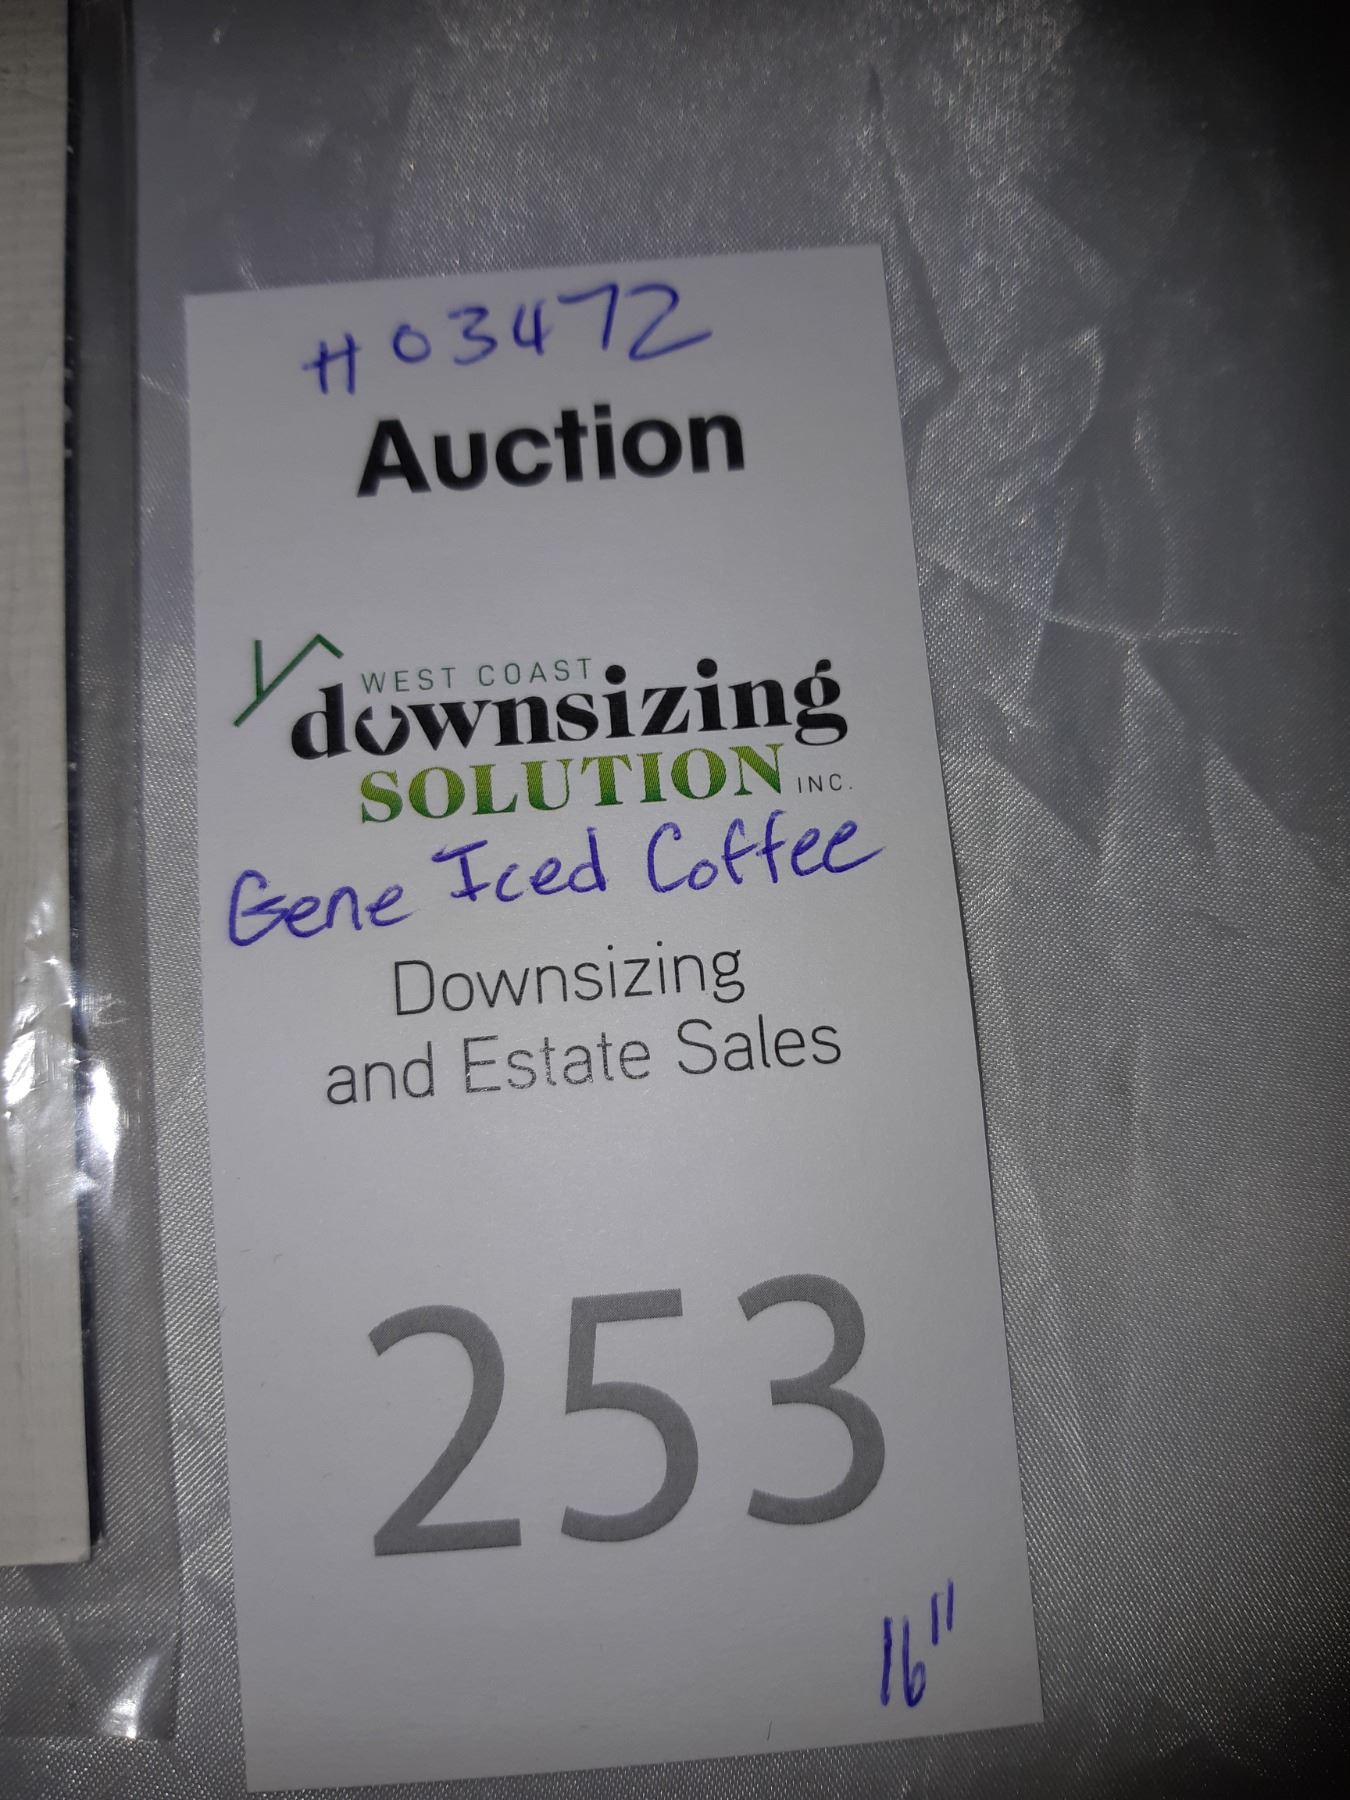 #03472
Auction
WEST COAST
downsizing
SOLUTION INC.
Gene Iced Coffee
Downsizing
and Estate Sales
253
16"